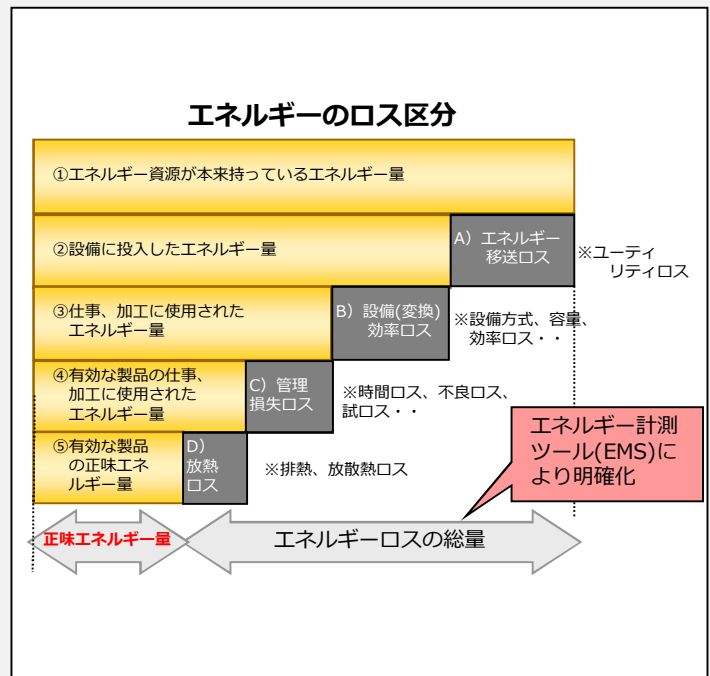 エネルギーのロス区分
①エネルギー資源が本来持っているエネルギー量
②設備に投入したエネルギー量
A）エネルギー
移送ロス
※ユーティ
リティロス
③仕事、加工に使用された
エネルギー量
B）設備(変換)
効率ロス
※設備方式、容量、
効率ロス・・
④有効な製品の仕事、
加工に使用された
エネルギー量
C）管理
損失ロス
※時間ロス、不良ロス、
試ロス・・
⑤有効な製品
の正味エネ
ルギー量
D）
放熱
ロス
※排熱、放散熱ロス
エネルギー計測
ツール(EMS)に
より明確化
正味エネルギー量
エネルギーロスの総量